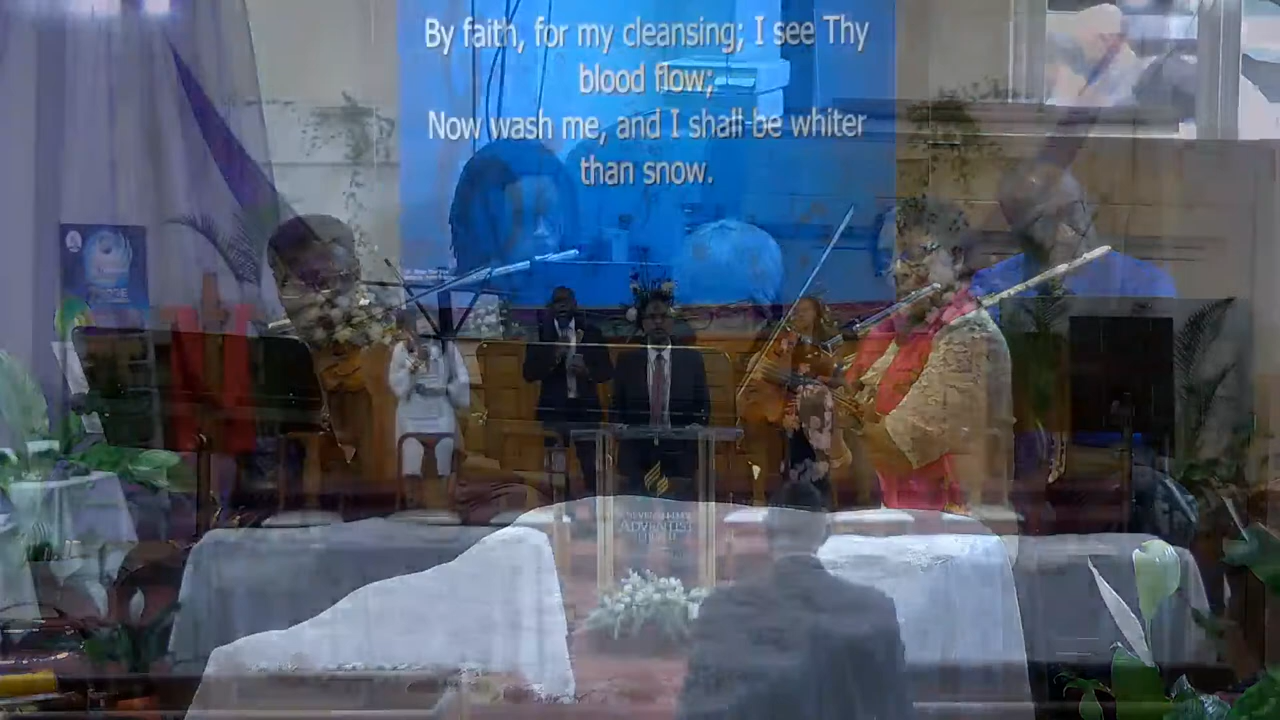 By faith, for my cleansing; I see Thy
blood flow;
Now wash me, and I shall be whiter
than snow.
ADVENTIST